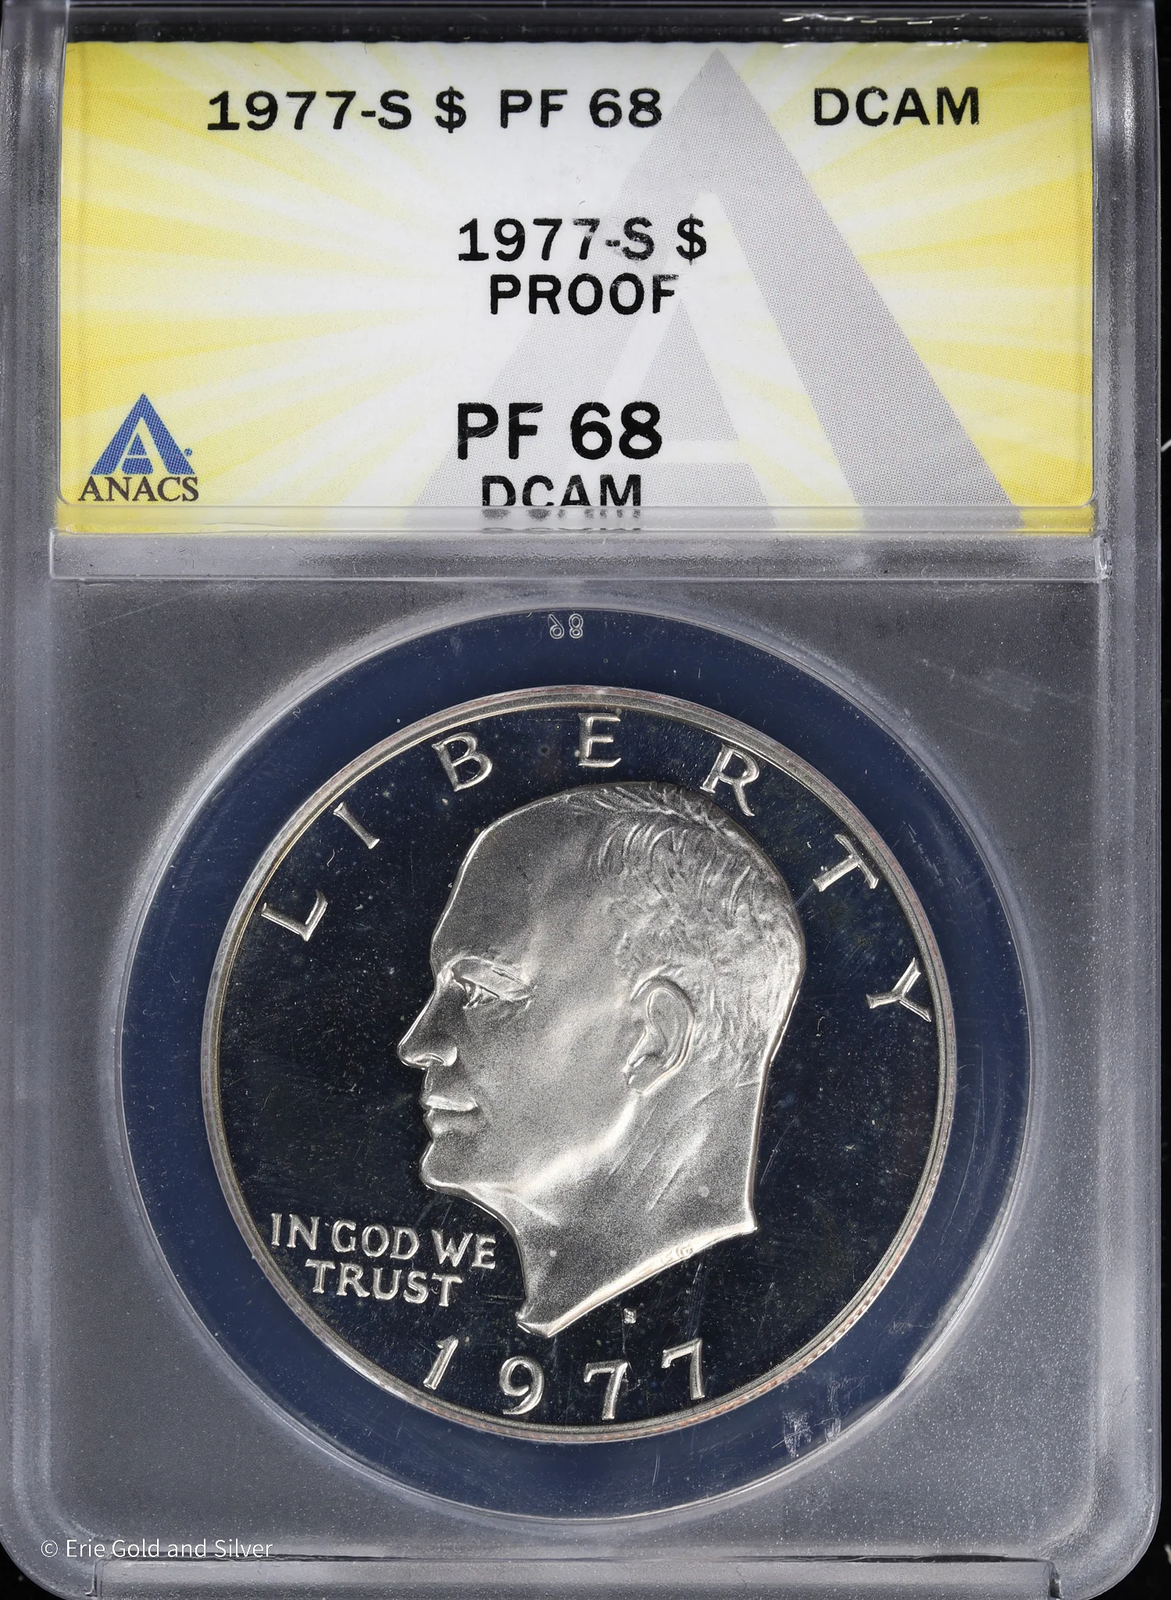 1977-S $ PF 68 DCAM
1977-S $
PROOF
PF 68
DCAM
ANACS
68
LIBERTY
IN GOD WE
TRUST
S
1977
© Erie Gold and Silver